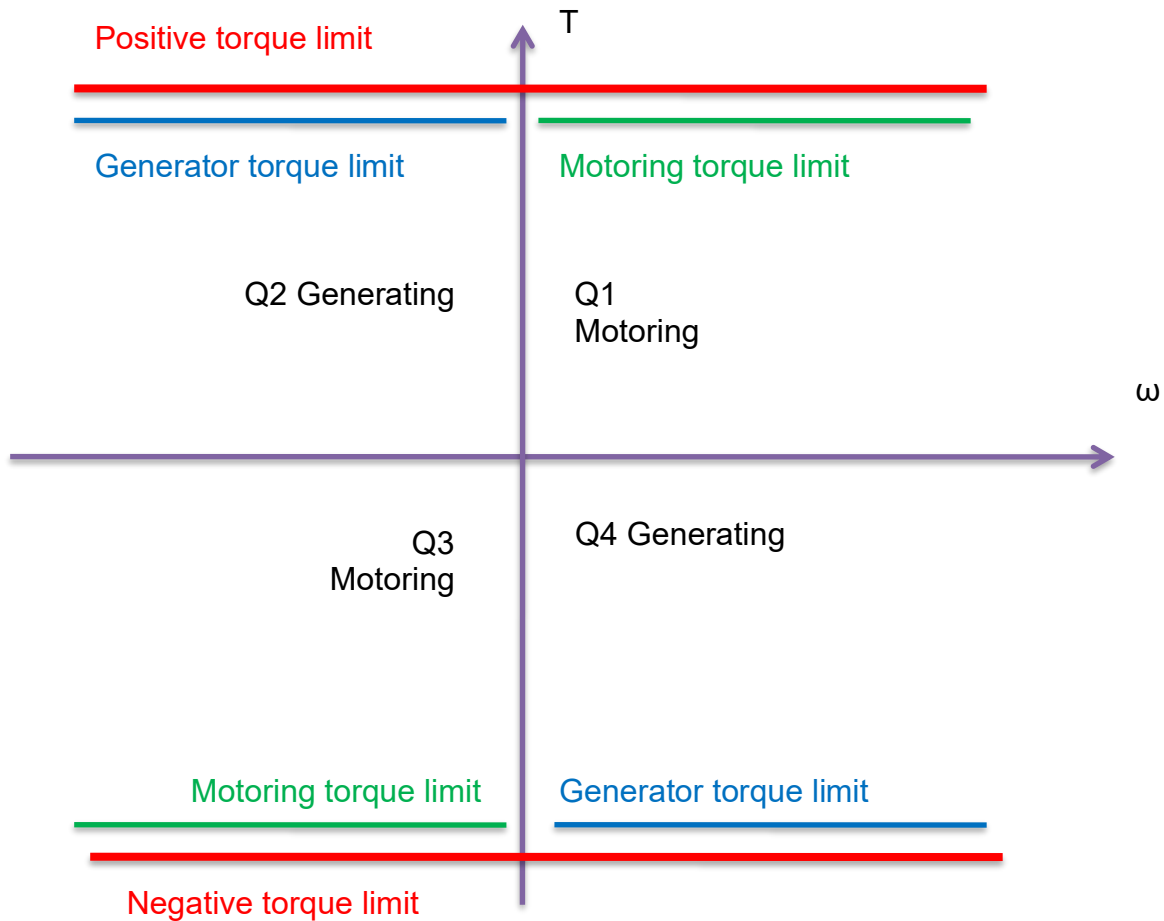 T
Positive torque limit
Generator torque limit
Motoring torque limit
Q2 Generating
Q1
Motoring
ω
Q3
Motoring
Q4 Generating
Motoring torque limit
Generator torque limit
Negative torque limit